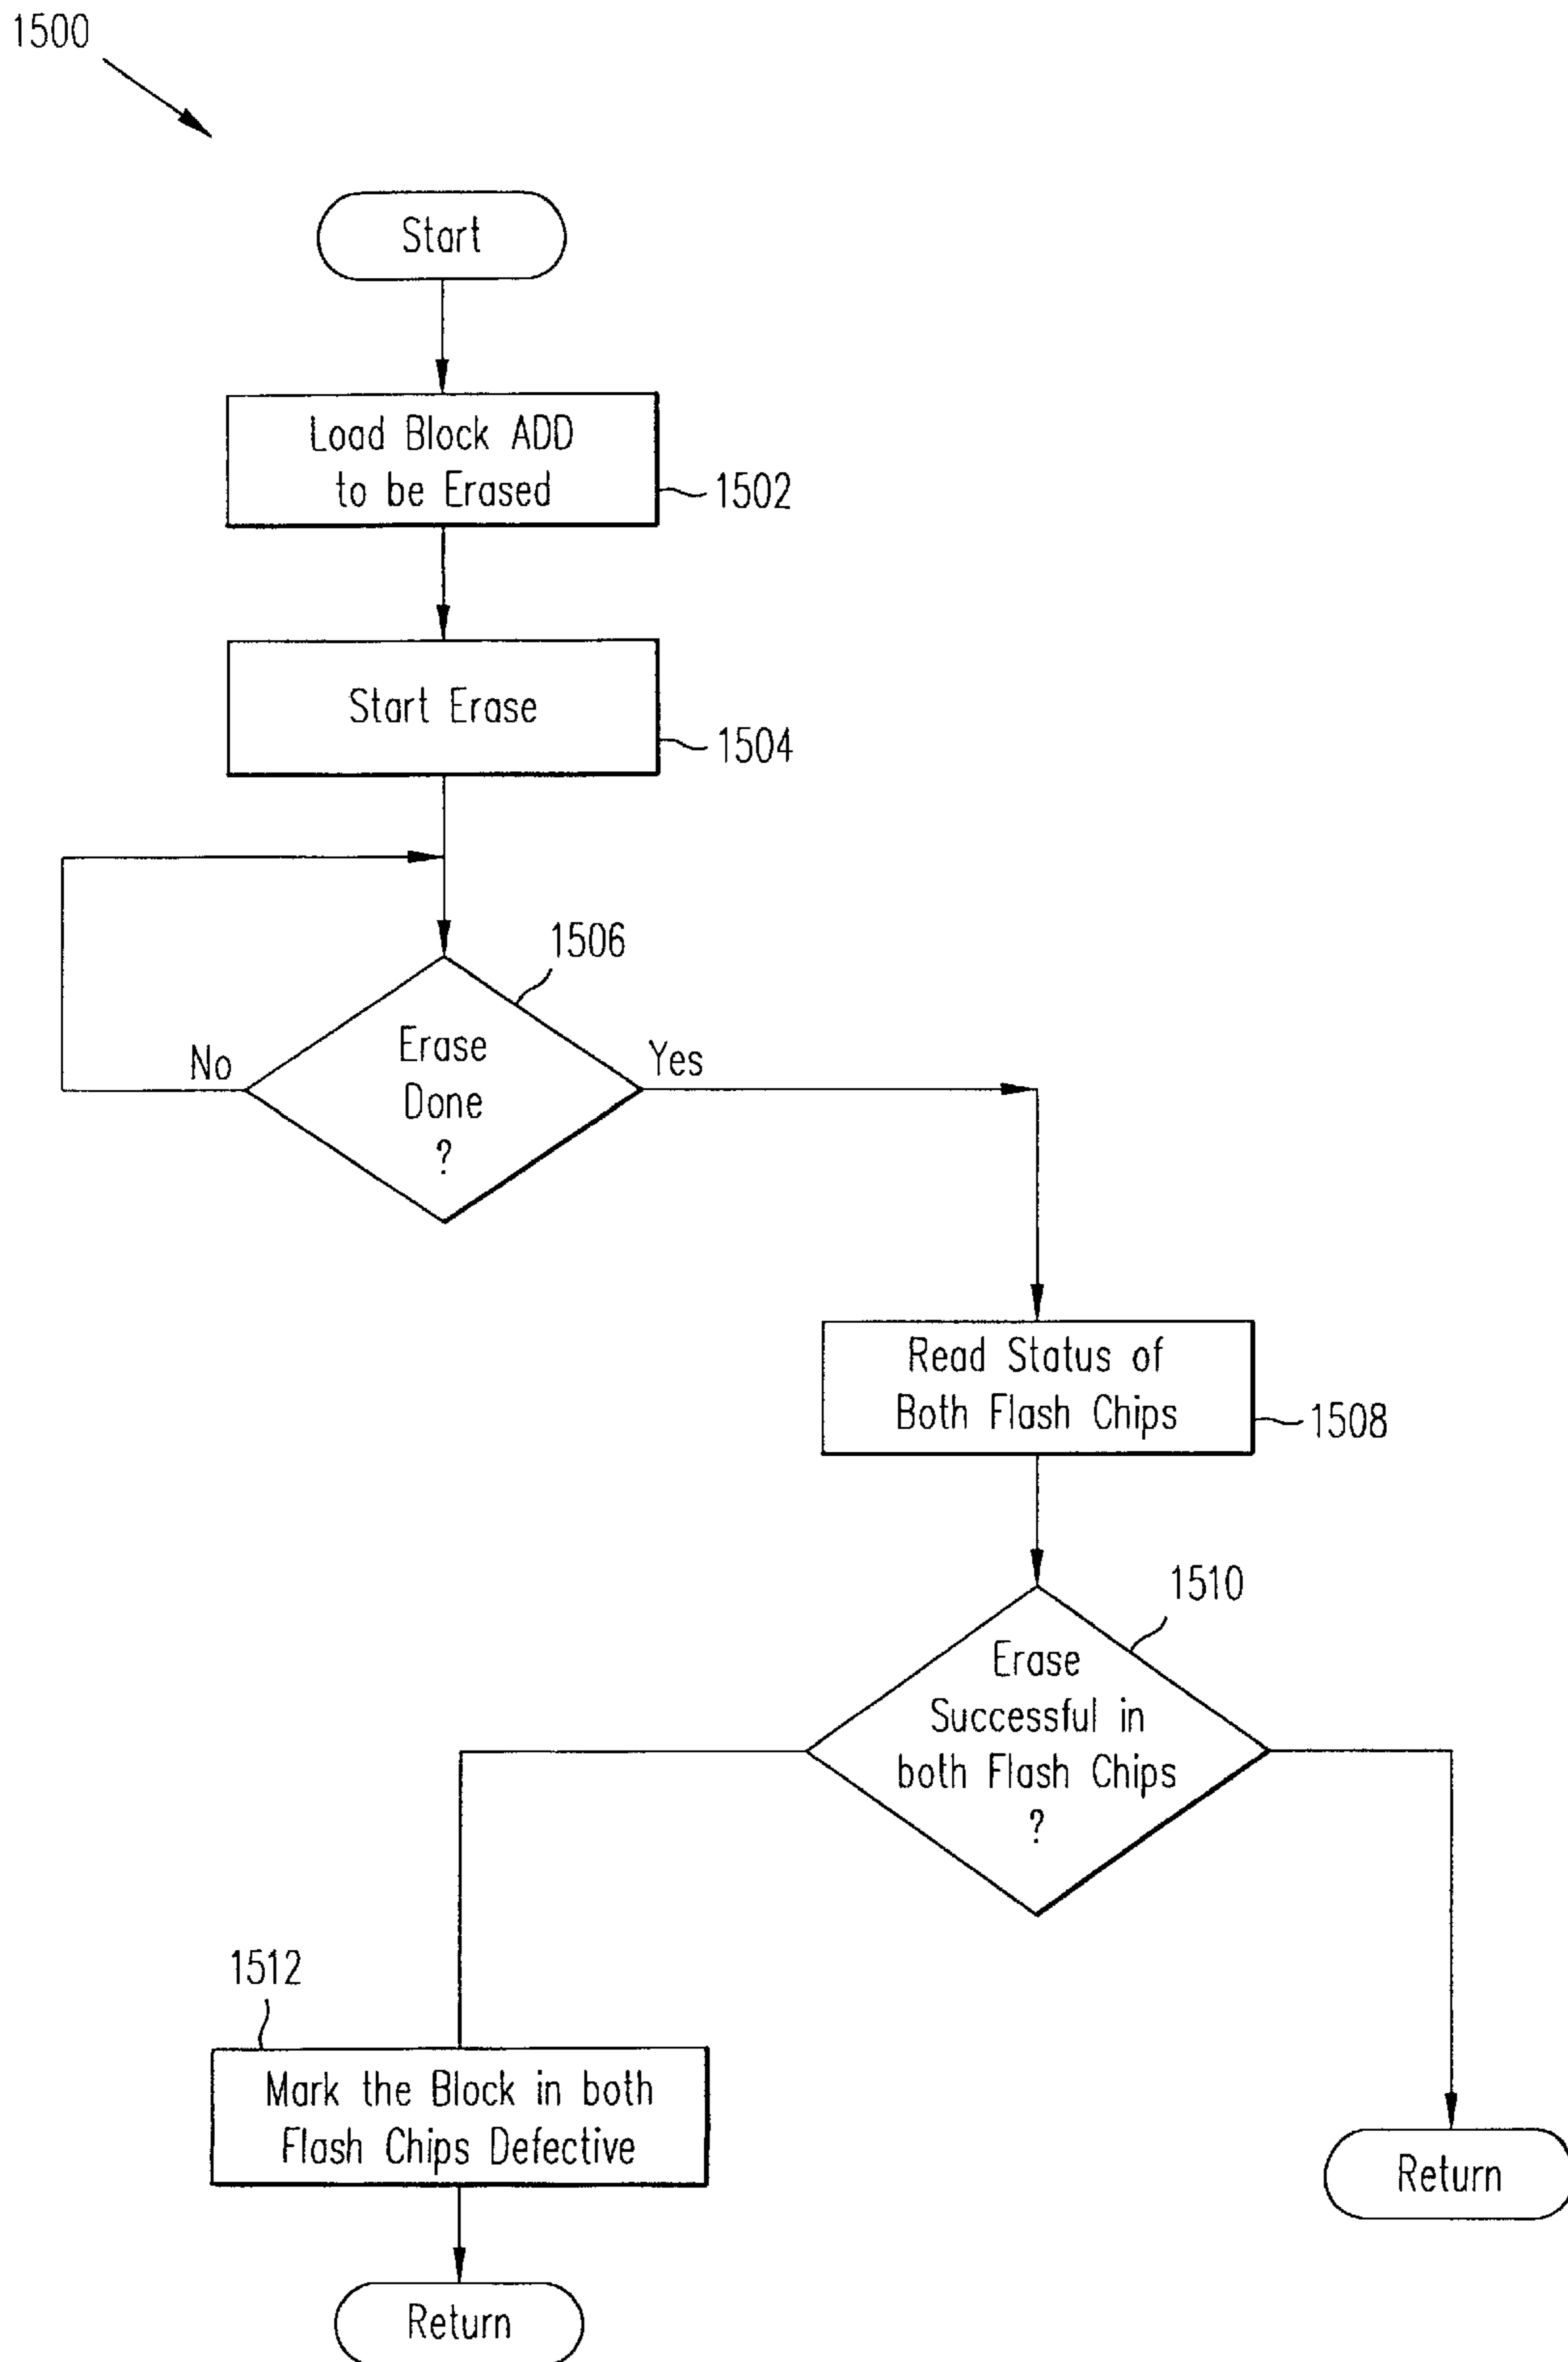 1500
Start
Load Block ADD
to be Erased
1502
Start Erase
1504
1506
Erase
Done
?
No
Yes
Read Status of
Both Flash Chips
1508
1510
Erase
Successful in
both Flash Chips
?
1512
Mark the Block in both
Flash Chips Defective
Return
Return